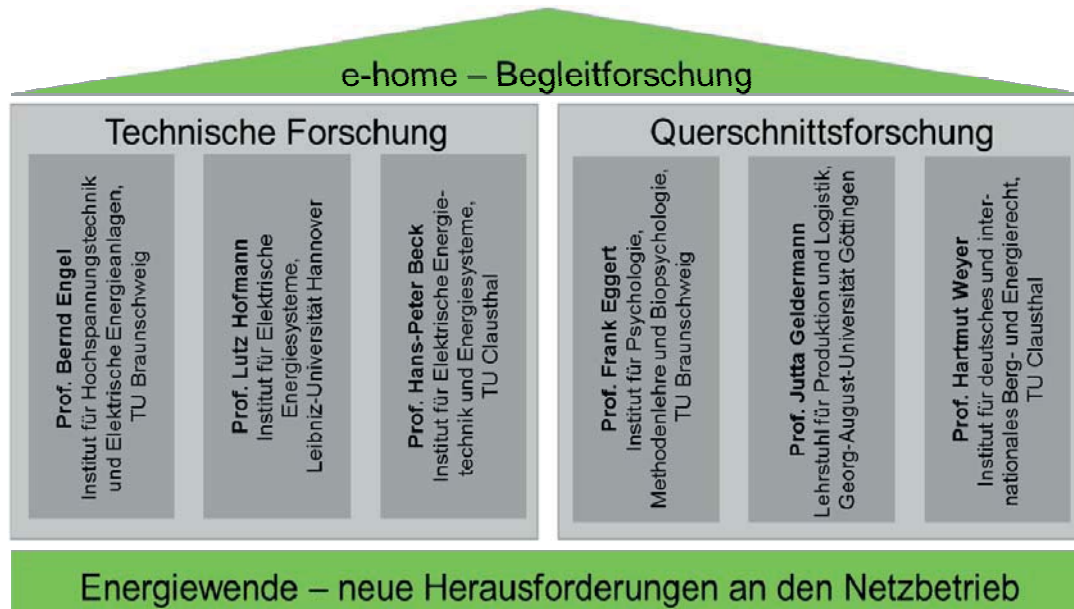 e-home – Begleitforschung
Technische Forschung
Prof. Bernd Engel
Institut für Hochspannungstechnik
und Elektrische Energieanlagen,
TU Braunschweig
Prof. Lutz Hofmann
Institut für Elektrische
Energiesysteme,
Leibniz-Universität Hannover
Prof. Hans-Peter Beck
Institut für Elektrische Energie-
technik und Energiesysteme,
TU Clausthal
Querschnittsforschung
Prof. Frank Eggert
Institut für Psychologie,
Methodenlehre und Biopsychologie,
TU Braunschweig
Prof. Jutta Geldermann
Lehrstuhl für Produktion und Logistik,
Georg-August-Universität Göttingen
Prof. Hartmut Weyer
Institut für deutsches und inter-
nationales Berg- und Energierecht,
TU Clausthal
Energiewende – neue Herausforderungen an den Netzbetrieb